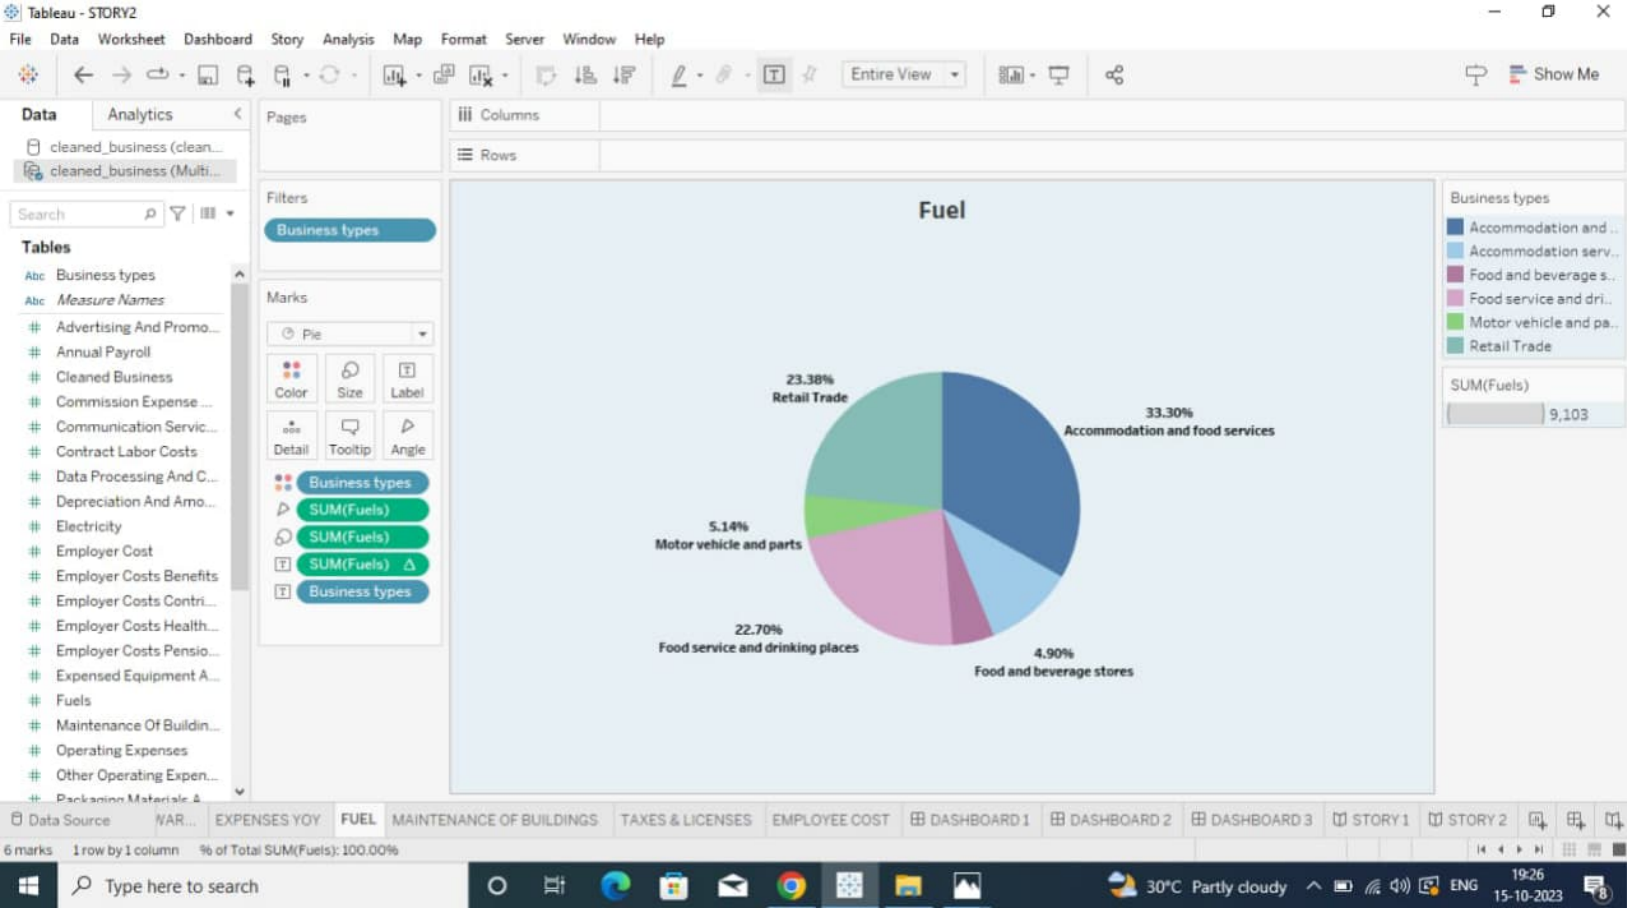 Tableau - STORY2
File Data Worksheet Dashboard Story Analysis Map Format Server Window Help
Entire View
Show Me
Data Analytics
cleaned_business (clean...
cleaned_business (Multi...
Search
Tables
Abc Business types
Abc Measure Names
# Advertising And Promo...
# Annual Payroll
# Cleaned Business
# Commission Expense ...
# Communication Servic...
# Contract Labor Costs
# Data Processing And C...
# Depreciation And Amo...
# Electricity
# Employer Cost
# Employer Costs Benefits
# Employer Costs Contri...
# Employer Costs Health...
# Employer Costs Pensio...
# Expensed Equipment A...
# Fuels
# Maintenance Of Buildin...
# Operating Expenses
# Other Operating Expen...
# Packaging Materials A
Pages
Filters
Business types
Marks
Pie
Color Size Label
Detail Tooltip Angle
Business types
SUM(Fuels)
SUM(Fuels)
SUM(Fuels) Δ
Business types
Columns
Rows
Fuel
23.38%
Retail Trade
33.30%
Accommodation and food services
5.14%
Motor vehicle and parts
22.70%
Food service and drinking places
4.90%
Food and beverage stores
Business types
Accommodation and ..
Accommodation serv..
Food and beverage s..
Food service and dri..
Motor vehicle and pa..
Retail Trade
SUM(Fuels)
9,103
Data Source WAR... EXPENSES YOY FUEL MAINTENANCE OF BUILDINGS TAXES & LICENSES EMPLOYEE COST DASHBOARD 1 DASHBOARD 2 DASHBOARD 3 STORY 1 STORY 2
6 marks 1 row by 1 column % of Total SUM(Fuels): 100.00%
Type here to search
30°C Partly cloudy
ENG
19:26
15-10-2023
8